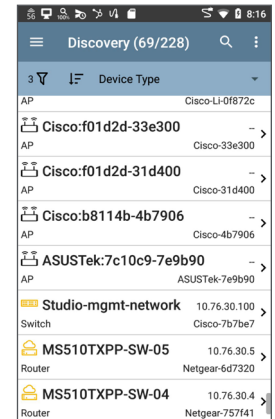 56 100% 8:16
Discovery (69/228)
3 Device Type
AP Cisco-Li-0f872c
Cisco:f01d2d-33e300 --
AP Cisco-33e300
Cisco:f01d2d-31d400 --
AP Cisco-31d400
Cisco:b8114b-4b7906 --
AP Cisco-4b7906
ASUSTek:7c10c9-7e9b90 --
AP ASUSTek-7e9b90
Studio-mgmt-network 10.76.30.100
Switch Cisco-7b7be7
MS510TXPP-SW-05 10.76.30.5
Router Netgear-6d7320
MS510TXPP-SW-04 10.76.30.4
Router Netgear-757f41